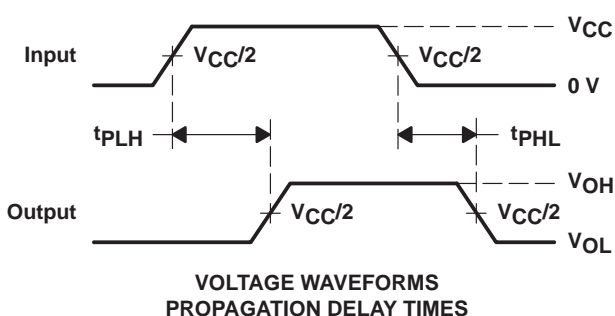 VCC
Input
VCC/2
VCC/2
0 V
tPLH
tPHL
VOH
Output
VCC/2
VCC/2
VOL
VOLTAGE WAVEFORMS
PROPAGATION DELAY TIMES